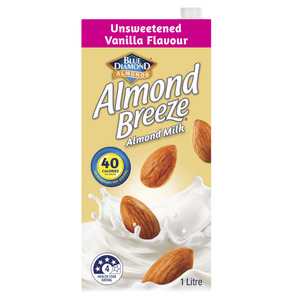 Unsweetened
Vanilla Flavour
BLUE
DIAMOND
ALMONDS
Almond
Breeze
Almond Milk
40
CALORIES
4
HEALTH STAR
RATING
1 Litre